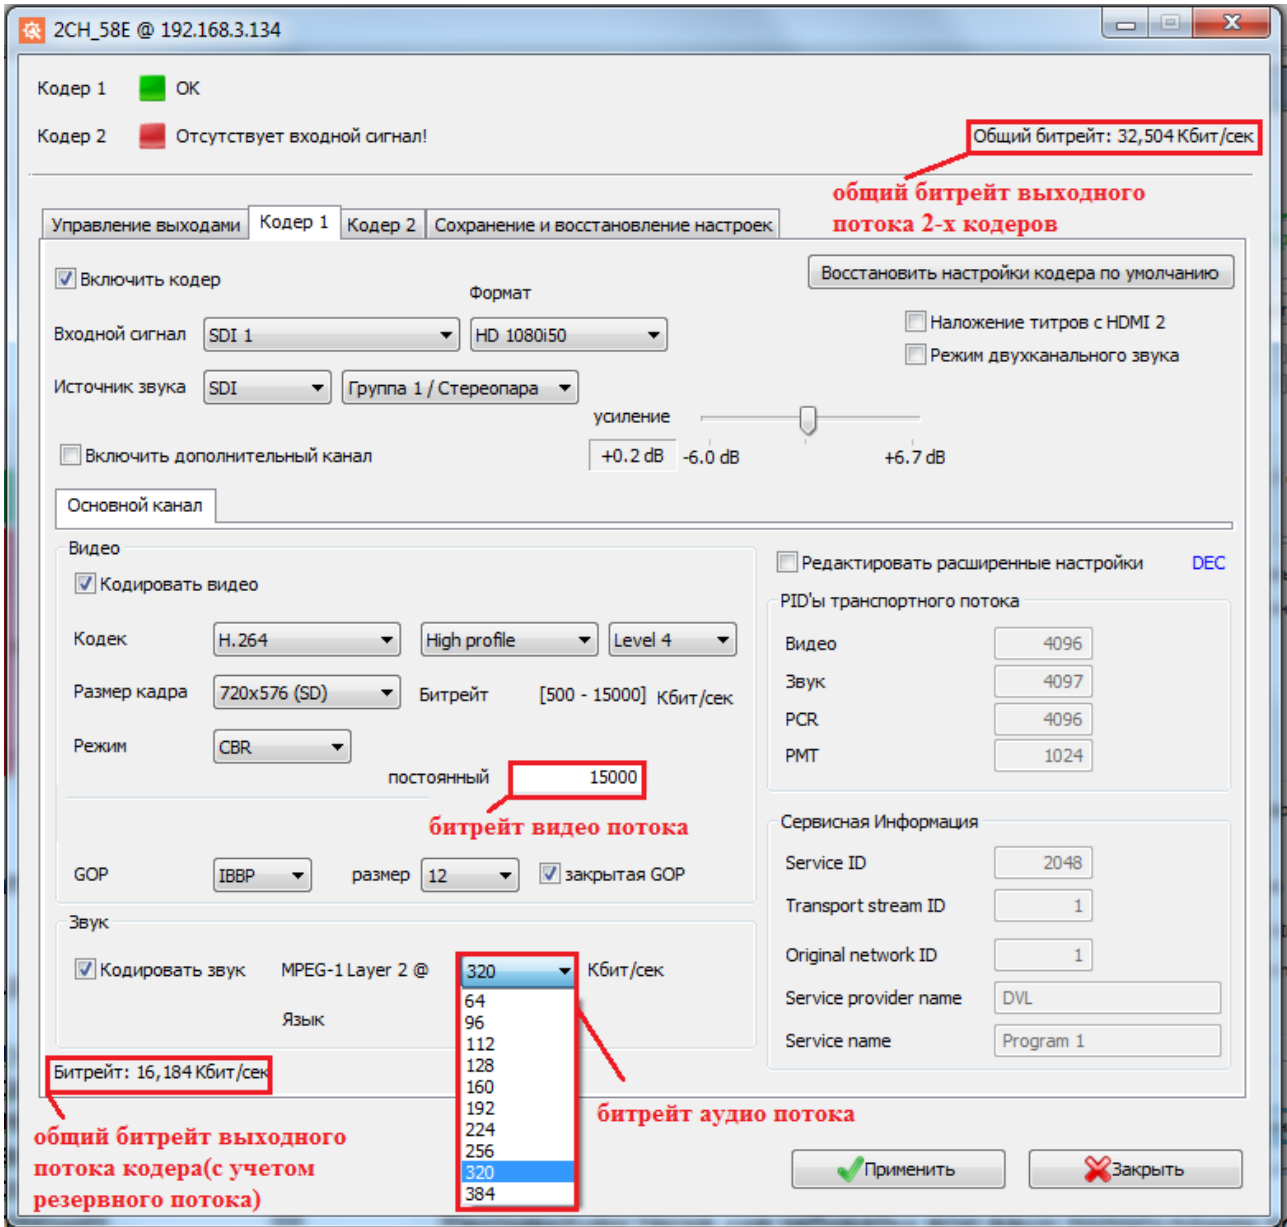 2CH_58E @ 192.168.3.134
Кодер 1 OK
Кодер 2 Отсутствует входной сигнал!
Общий битрейт: 32,504 Кбит/сек
общий битрейт выходного
потока 2-х кодеров
Управление выходами Кодер 1 Кодер 2 Сохранение и восстановление настроек
Включить кодер
Восстановить настройки кодера по умолчанию
Формат
Входной сигнал SDI 1 HD 1080i50
Наложение титров с HDMI 2
Режим двухканального звука
Источник звука SDI Группа 1 / Стереопара
усиление
Включить дополнительный канал
+0.2 dB -6.0 dB +6.7 dB
Основной канал
Видео
Кодировать видео
Кодек H.264 High profile Level 4
Размер кадра 720x576 (SD) Битрейт [500 - 15000] Кбит/сек
Режим CBR
постоянный 15000
битрейт видео потока
GOP IBBP размер 12 закрытая GOP
Редактировать расширенные настройки DEC
PID'ы транспортного потока
Видео 4096
Звук 4097
PCR 4096
PMT 1024
Сервисная Информация
Service ID 2048
Transport stream ID 1
Original network ID 1
Service provider name DVL
Service name Program 1
Звук
Кодировать звук MPEG-1 Layer 2 @ 320 Кбит/сек
Язык
64
96
112
128
160
192
224
256
320
384
Битрейт: 16,184 Кбит/сек
битрейт аудио потока
общий битрейт выходного
потока кодера(с учетом
резервного потока)
Применить Закрыть